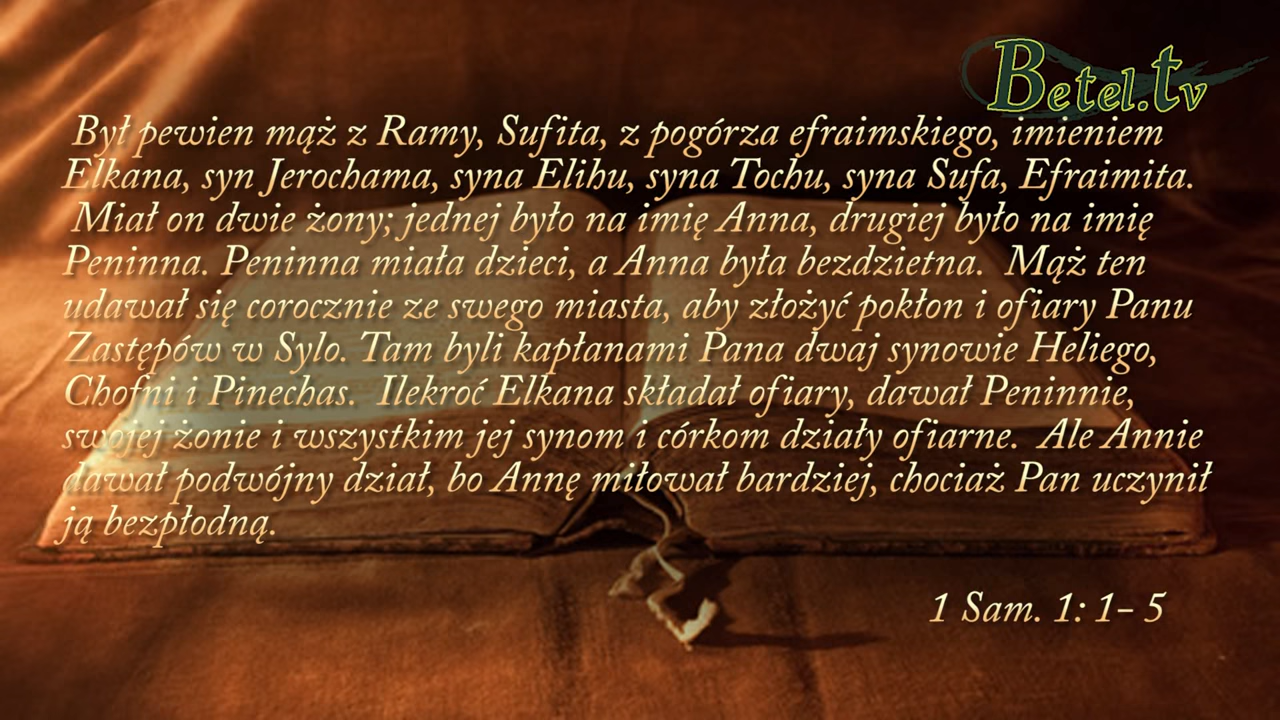 Betel.tv
Był pewien mąż z Ramy, Sufita, z pogórza efraimskiego, imieniem
Elkana, syn Jerochama, syna Elihu, syna Tochu, syna Sufa, Efraimita.
Miał on dwie żony; jednej było na imię Anna, drugiej było na imię
Peninna. Peninna miała dzieci, a Anna była bezdzietna. Mąż ten
udawał się corocznie ze swego miasta, aby złożyć pokłon i ofiary Panu
Zastępów w Sylo. Tam byli kapłanami Pana dwaj synowie Heliego,
Chofni i Pinechas. Ilekroć Elkana składał ofiary, dawał Peninnie,
swojej żonie i wszystkim jej synom i córkom działy ofiarne. Ale Annie
dawał podwójny dział, bo Annę miłował bardziej, chociaż Pan uczynił
ją bezpłodną.
1 Sam. 1: 1- 5